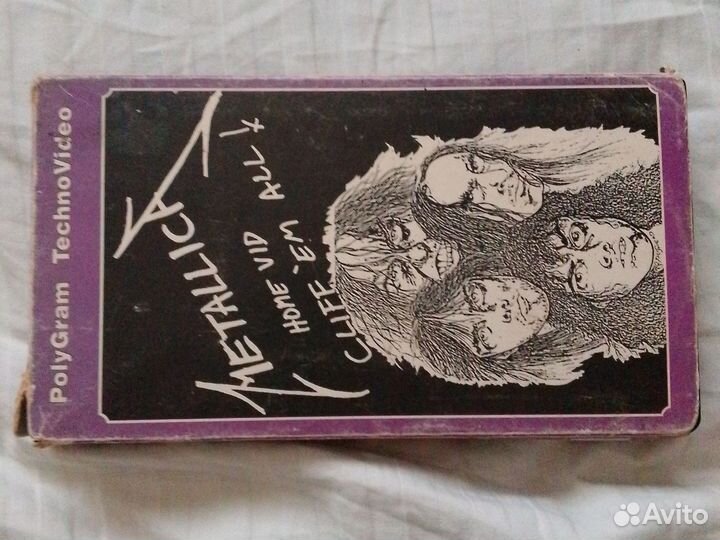 PolyGram TechnoVideo
METALLICA
HOME VID
CLIFF 'EM ALL!
Avito